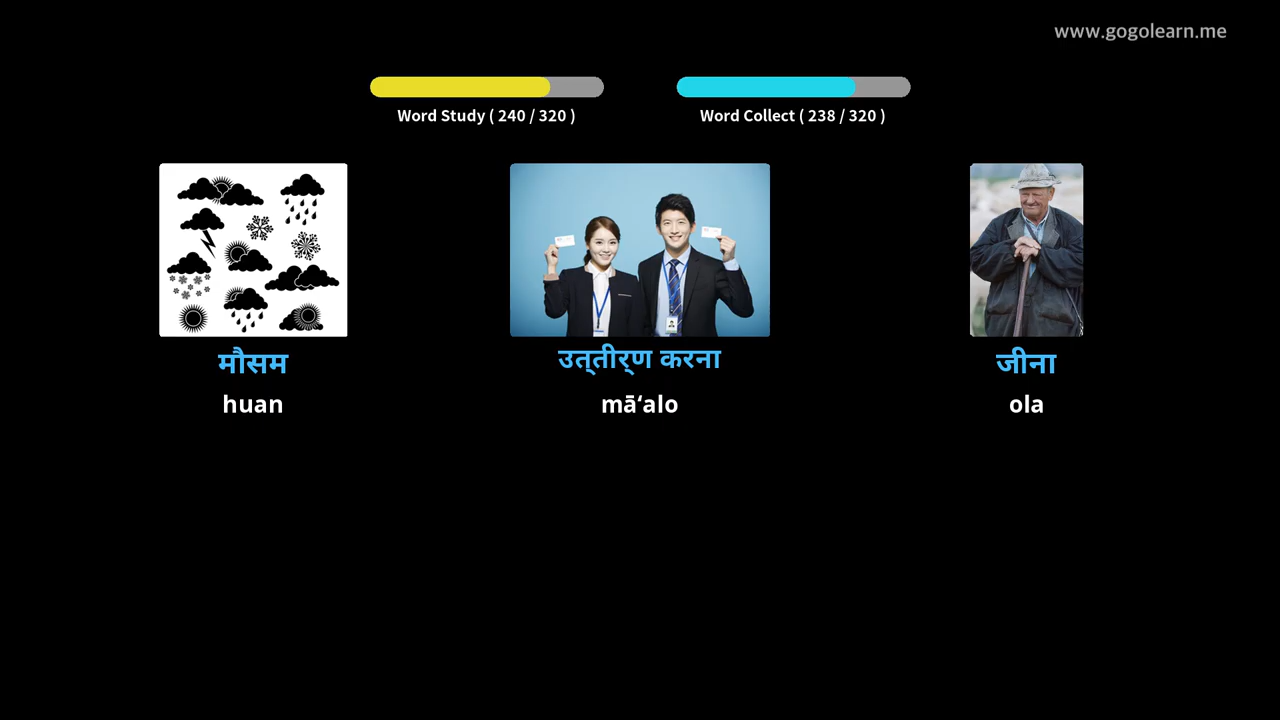 www.gogolearn.me
Word Study ( 240 / 320 )
Word Collect ( 238 / 320 )
मौसम
उत्‌तीर्‌ण करना
जीना
huan
mā‘alo
ola